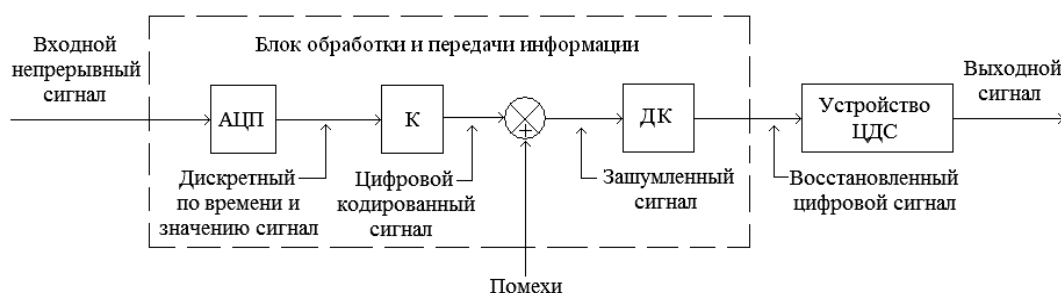 Блок обработки и передачи информации
Входной
непрерывный
сигнал
АЦП
К
+
ДК
Устройство
ЦДС
Выходной
сигнал
Дискретный
по времени и
значению сигнал
Цифровой
кодированный
сигнал
Зашумленный
сигнал
Восстановленный
цифровой сигнал
Помехи